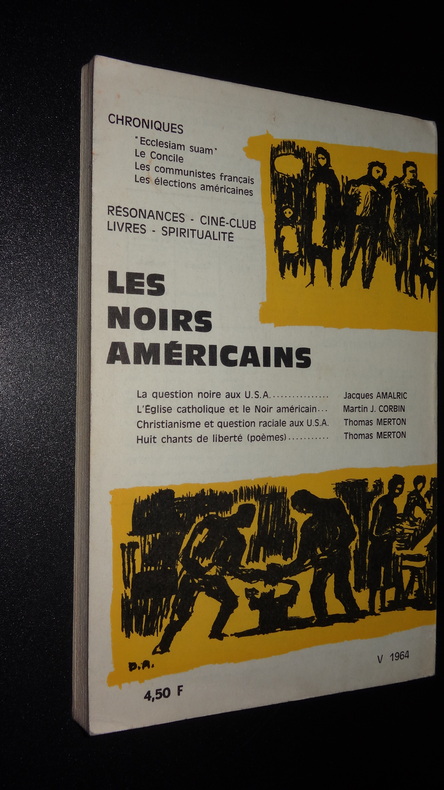 CHRONIQUES
"Ecclesiam suam"
Le Concile
Les communistes français
Les élections américaines
RÉSONANCES - CINÉ-CLUB
LIVRES - SPIRITUALITÉ
LES
NOIRS
AMÉRICAINS
La question noire aux U.S.A. ............... Jacques AMALRIC
L'Église catholique et le Noir américain... Martin J. CORBIN
Christianisme et question raciale aux U.S.A. Thomas MERTON
Huit chants de liberté (poèmes) ........... Thomas MERTON
D.A.
4,50 F
V 1964